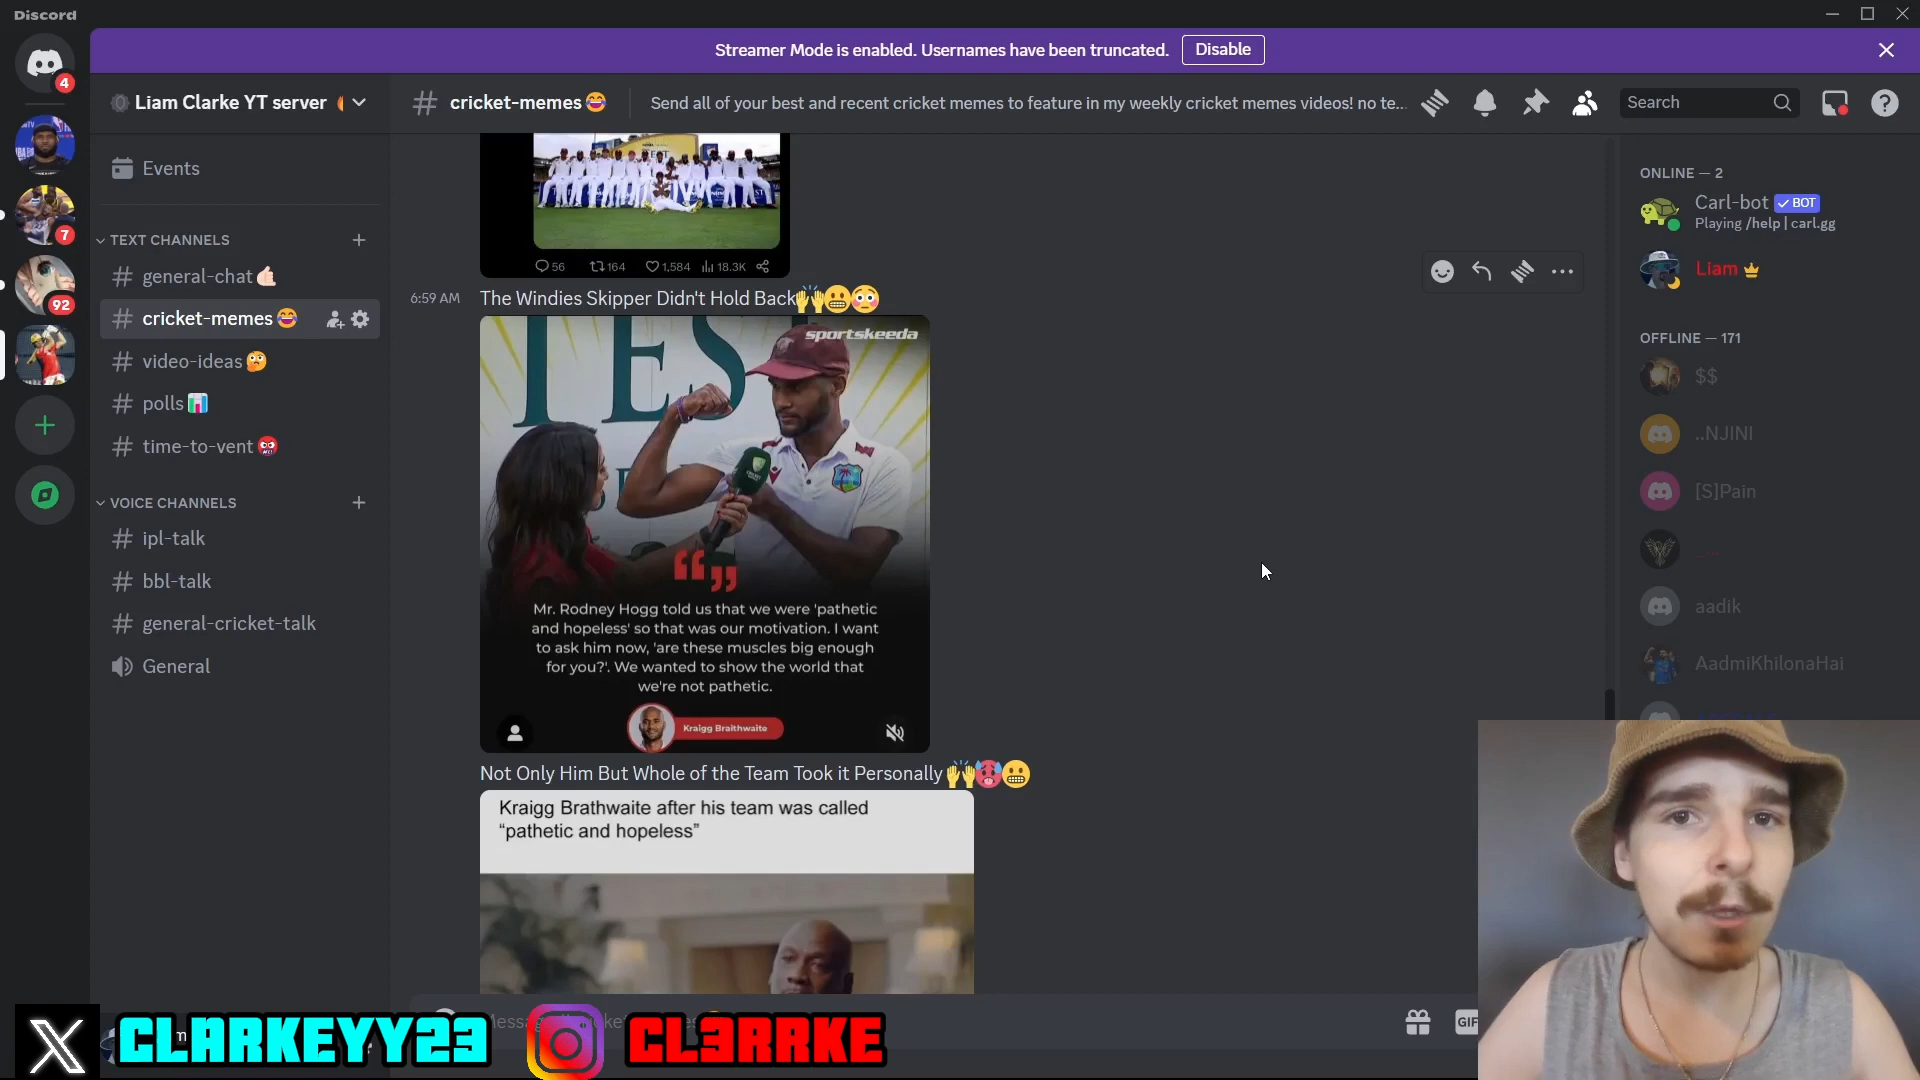 Discord
Streamer Mode is enabled. Usernames have been truncated. Disable
4
Liam Clarke YT server
cricket-memes😂
Send all of your best and recent cricket memes to feature in my weekly cricket memes videos! no te...
Search
Events
TEXT CHANNELS
general-chat🤙🏻
cricket-memes😂
video-ideas🤔
polls📊
time-to-vent🤬
VOICE CHANNELS
ipl-talk
bbl-talk
general-cricket-talk
General
7
92
56 164 1,584 18.3K
6:59 AM The Windies Skipper Didn't Hold Back🙌😬😳
sportskeeda
TEST
Mr. Rodney Hogg told us that we were 'pathetic
and hopeless' so that was our motivation. I want
to ask him now, 'are these muscles big enough
for you?'. We wanted to show the world that
we're not pathetic.
Kraigg Braithwaite
Not Only Him But Whole of the Team Took it Personally 🙌🥵😬
Kraigg Brathwaite after his team was called
“pathetic and hopeless”
ONLINE — 2
Carl-bot BOT
Playing /help | carl.gg
Liam
OFFLINE — 171
$$
..NJINI
[S]Pain
aadik
AadmiKhilonaHai
GIF
X CLARKEYY23
CL3RRKE